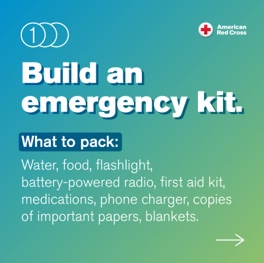 1
American
Red Cross
Build an
emergency kit.
What to pack:
Water, food, flashlight,
battery-powered radio, first aid kit,
medications, phone charger, copies
of important papers, blankets.